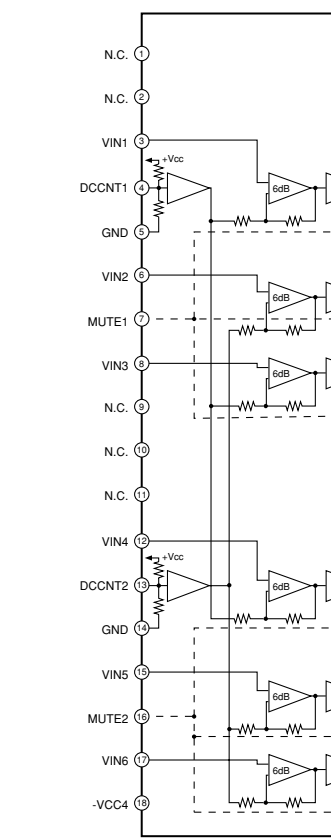 N.C. 1
N.C. 2
VIN1 3
+Vcc
DCCNT1 4
6dB
GND 5
VIN2 6
6dB
MUTE1 7
VIN3 8
6dB
N.C. 9
N.C. 10
N.C. 11
VIN4 12
+Vcc
DCCNT2 13
6dB
GND 14
VIN5 15
6dB
MUTE2 16
VIN6 17
6dB
-VCC4 18